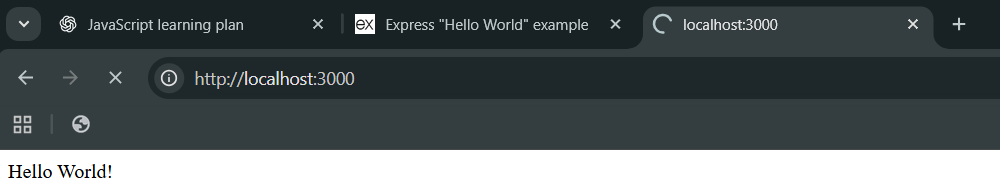 JavaScript learning plan
ex Express "Hello World" example
localhost:3000
http://localhost:3000
Hello World!